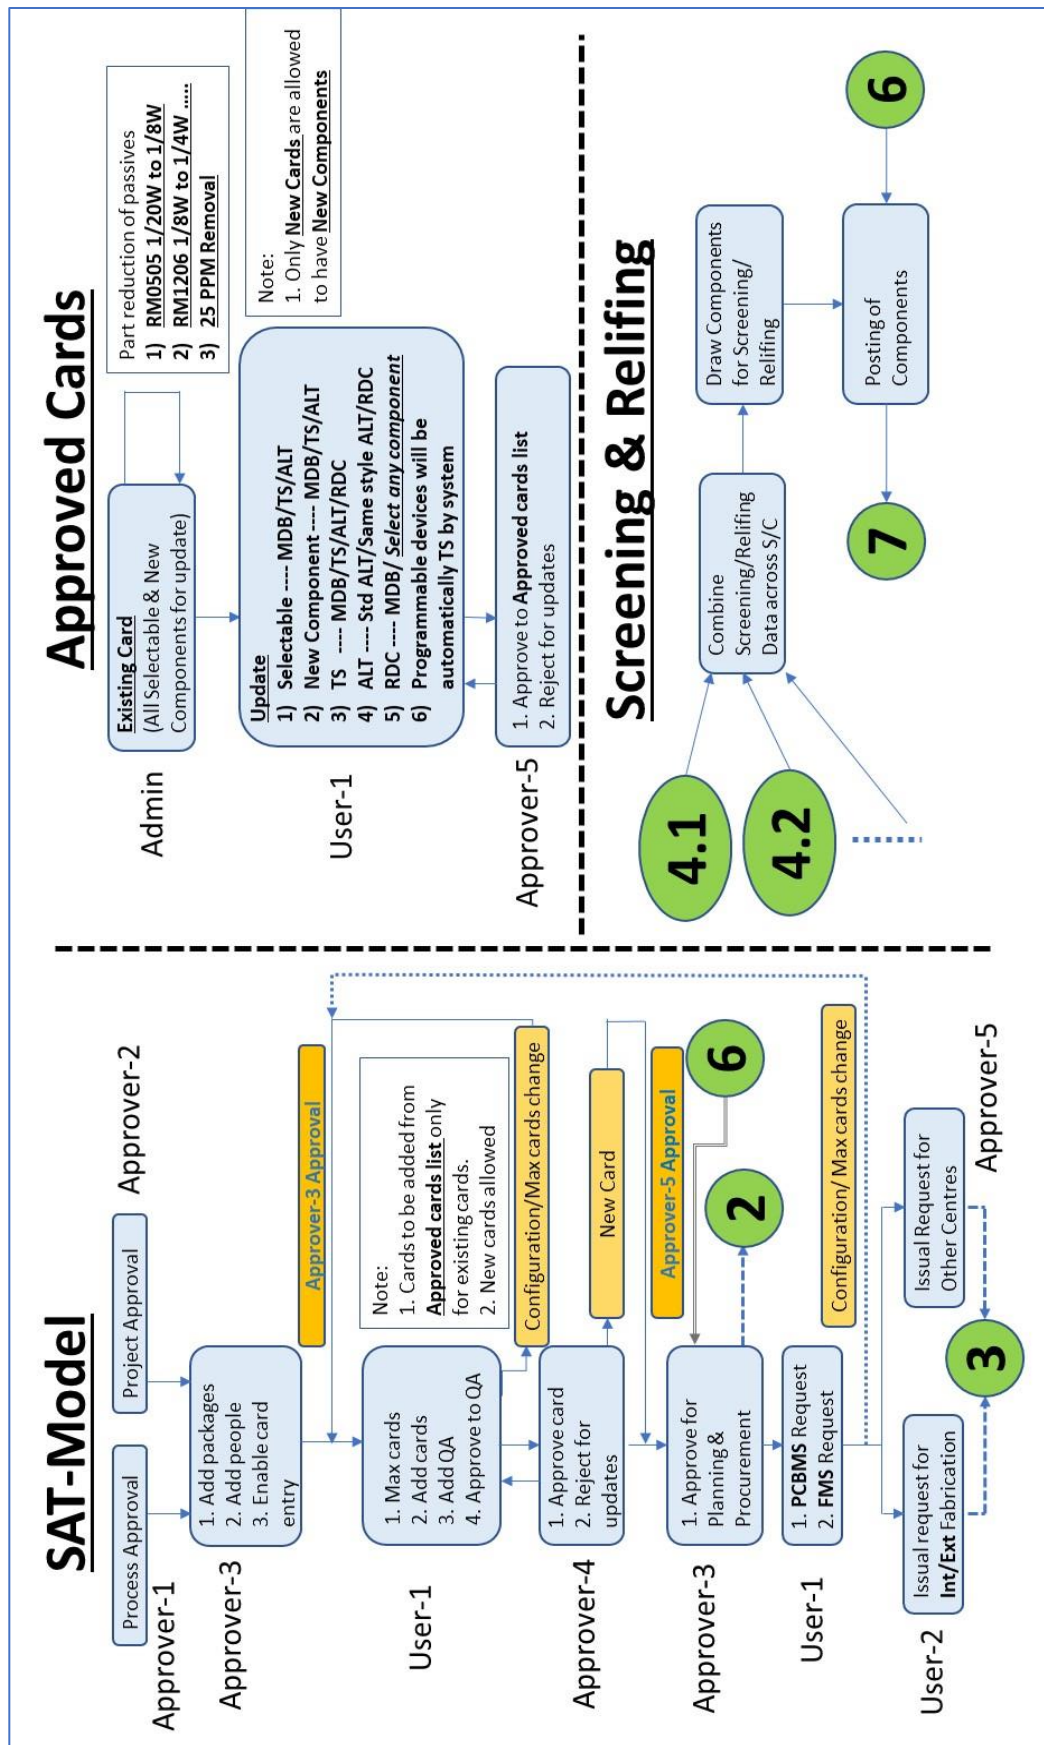 SAT-Model
Process Approval
Project Approval
Approver-1
Approver-2
Approver-3
1. Add packages
2. Add people
3. Enable card
entry
Approver-3 Approval
User-1
1. Max cards
2. Add cards
3. Add QA
4. Approve to QA
Note:
1. Cards to be added from
Approved cards list only
for existing cards.
2. New cards allowed
Configuration/Max cards change
Approver-4
1. Approve card
2. Reject for
updates
New Card
Approver-5 Approval
Approver-3
1. Approve for
Planning &
Procurement
6
2
User-1
1. PCBMS Request
2. FMS Request
Configuration/ Max cards change
User-2
Issual request for
Int/Ext Fabrication
Issual Request for
Other Centres
Approver-5
3
Approved Cards
Admin
Existing Card
(All Selectable & New
Components for update)
Part reduction of passives
1) RM0505 1/20W to 1/8W
2) RM1206 1/8W to 1/4W .....
3) 25 PPM Removal
User-1
Update
1) Selectable ---- MDB/TS/ALT
2) New Component ---- MDB/TS/ALT
3) TS ---- MDB/TS/ALT/RDC
4) ALT ---- Std ALT/Same style ALT/RDC
5) RDC ---- MDB/ Select any component
6) Programmable devices will be
automatically TS by system
Note:
1. Only New Cards are allowed
to have New Components
Approver-5
1. Approve to Approved cards list
2. Reject for updates
Screening & Relifing
4.1
4.2
Combine
Screening/Relifing
Data across S/C
Draw Components
for Screening/
Relifing
Posting of
Components
6
7